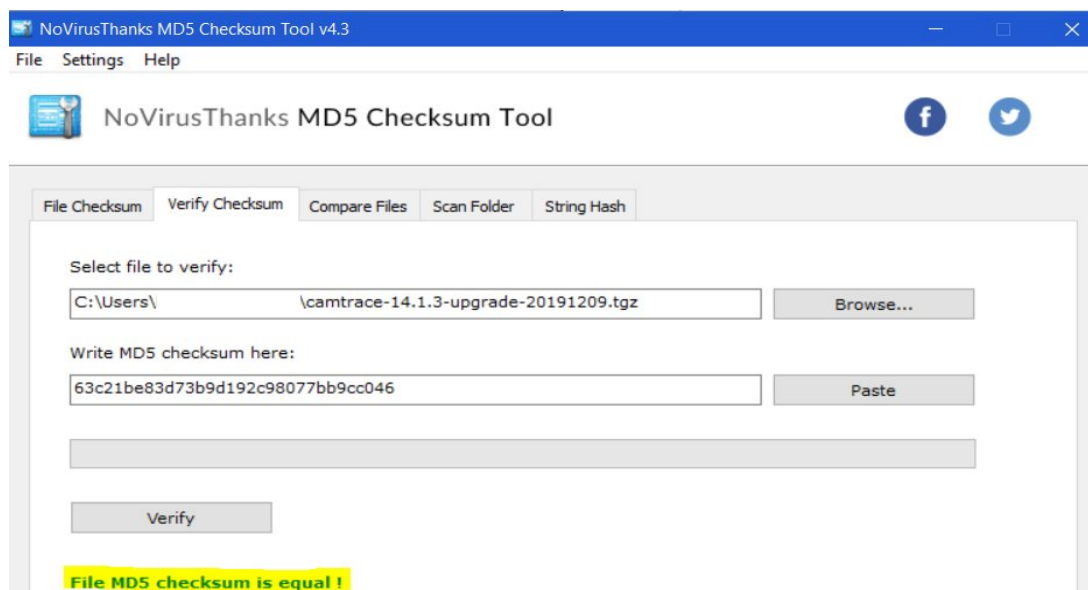 NoVirusThanks MD5 Checksum Tool v4.3
File Settings Help
NoVirusThanks MD5 Checksum Tool
File Checksum Verify Checksum Compare Files Scan Folder String Hash
Select file to verify:
C:\Users\ \camtrace-14.1.3-upgrade-20191209.tgz Browse...
Write MD5 checksum here:
63c21be83d73b9d192c98077bb9cc046 Paste
Verify
File MD5 checksum is equal !